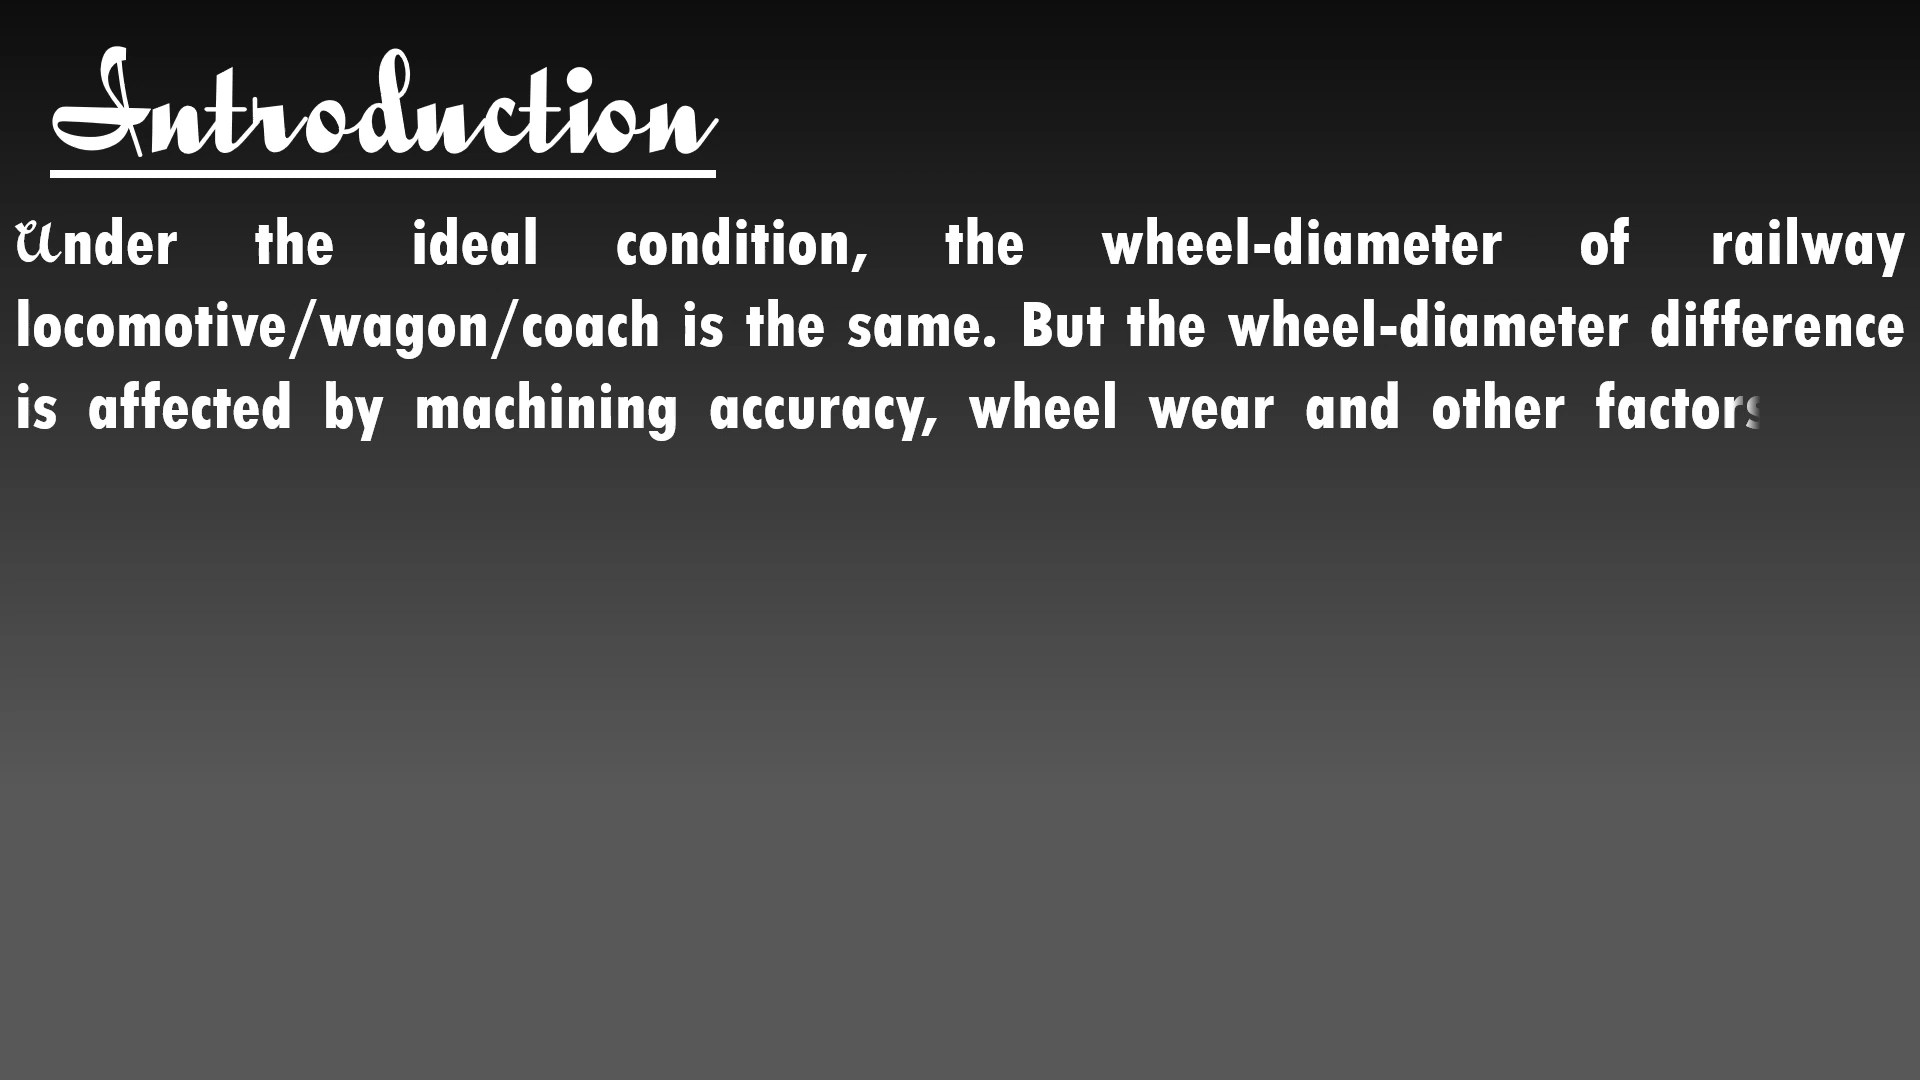 Introduction
Under the ideal condition, the wheel-diameter of railway
locomotive/wagon/coach is the same. But the wheel-diameter difference
is affected by machining accuracy, wheel wear and other factors